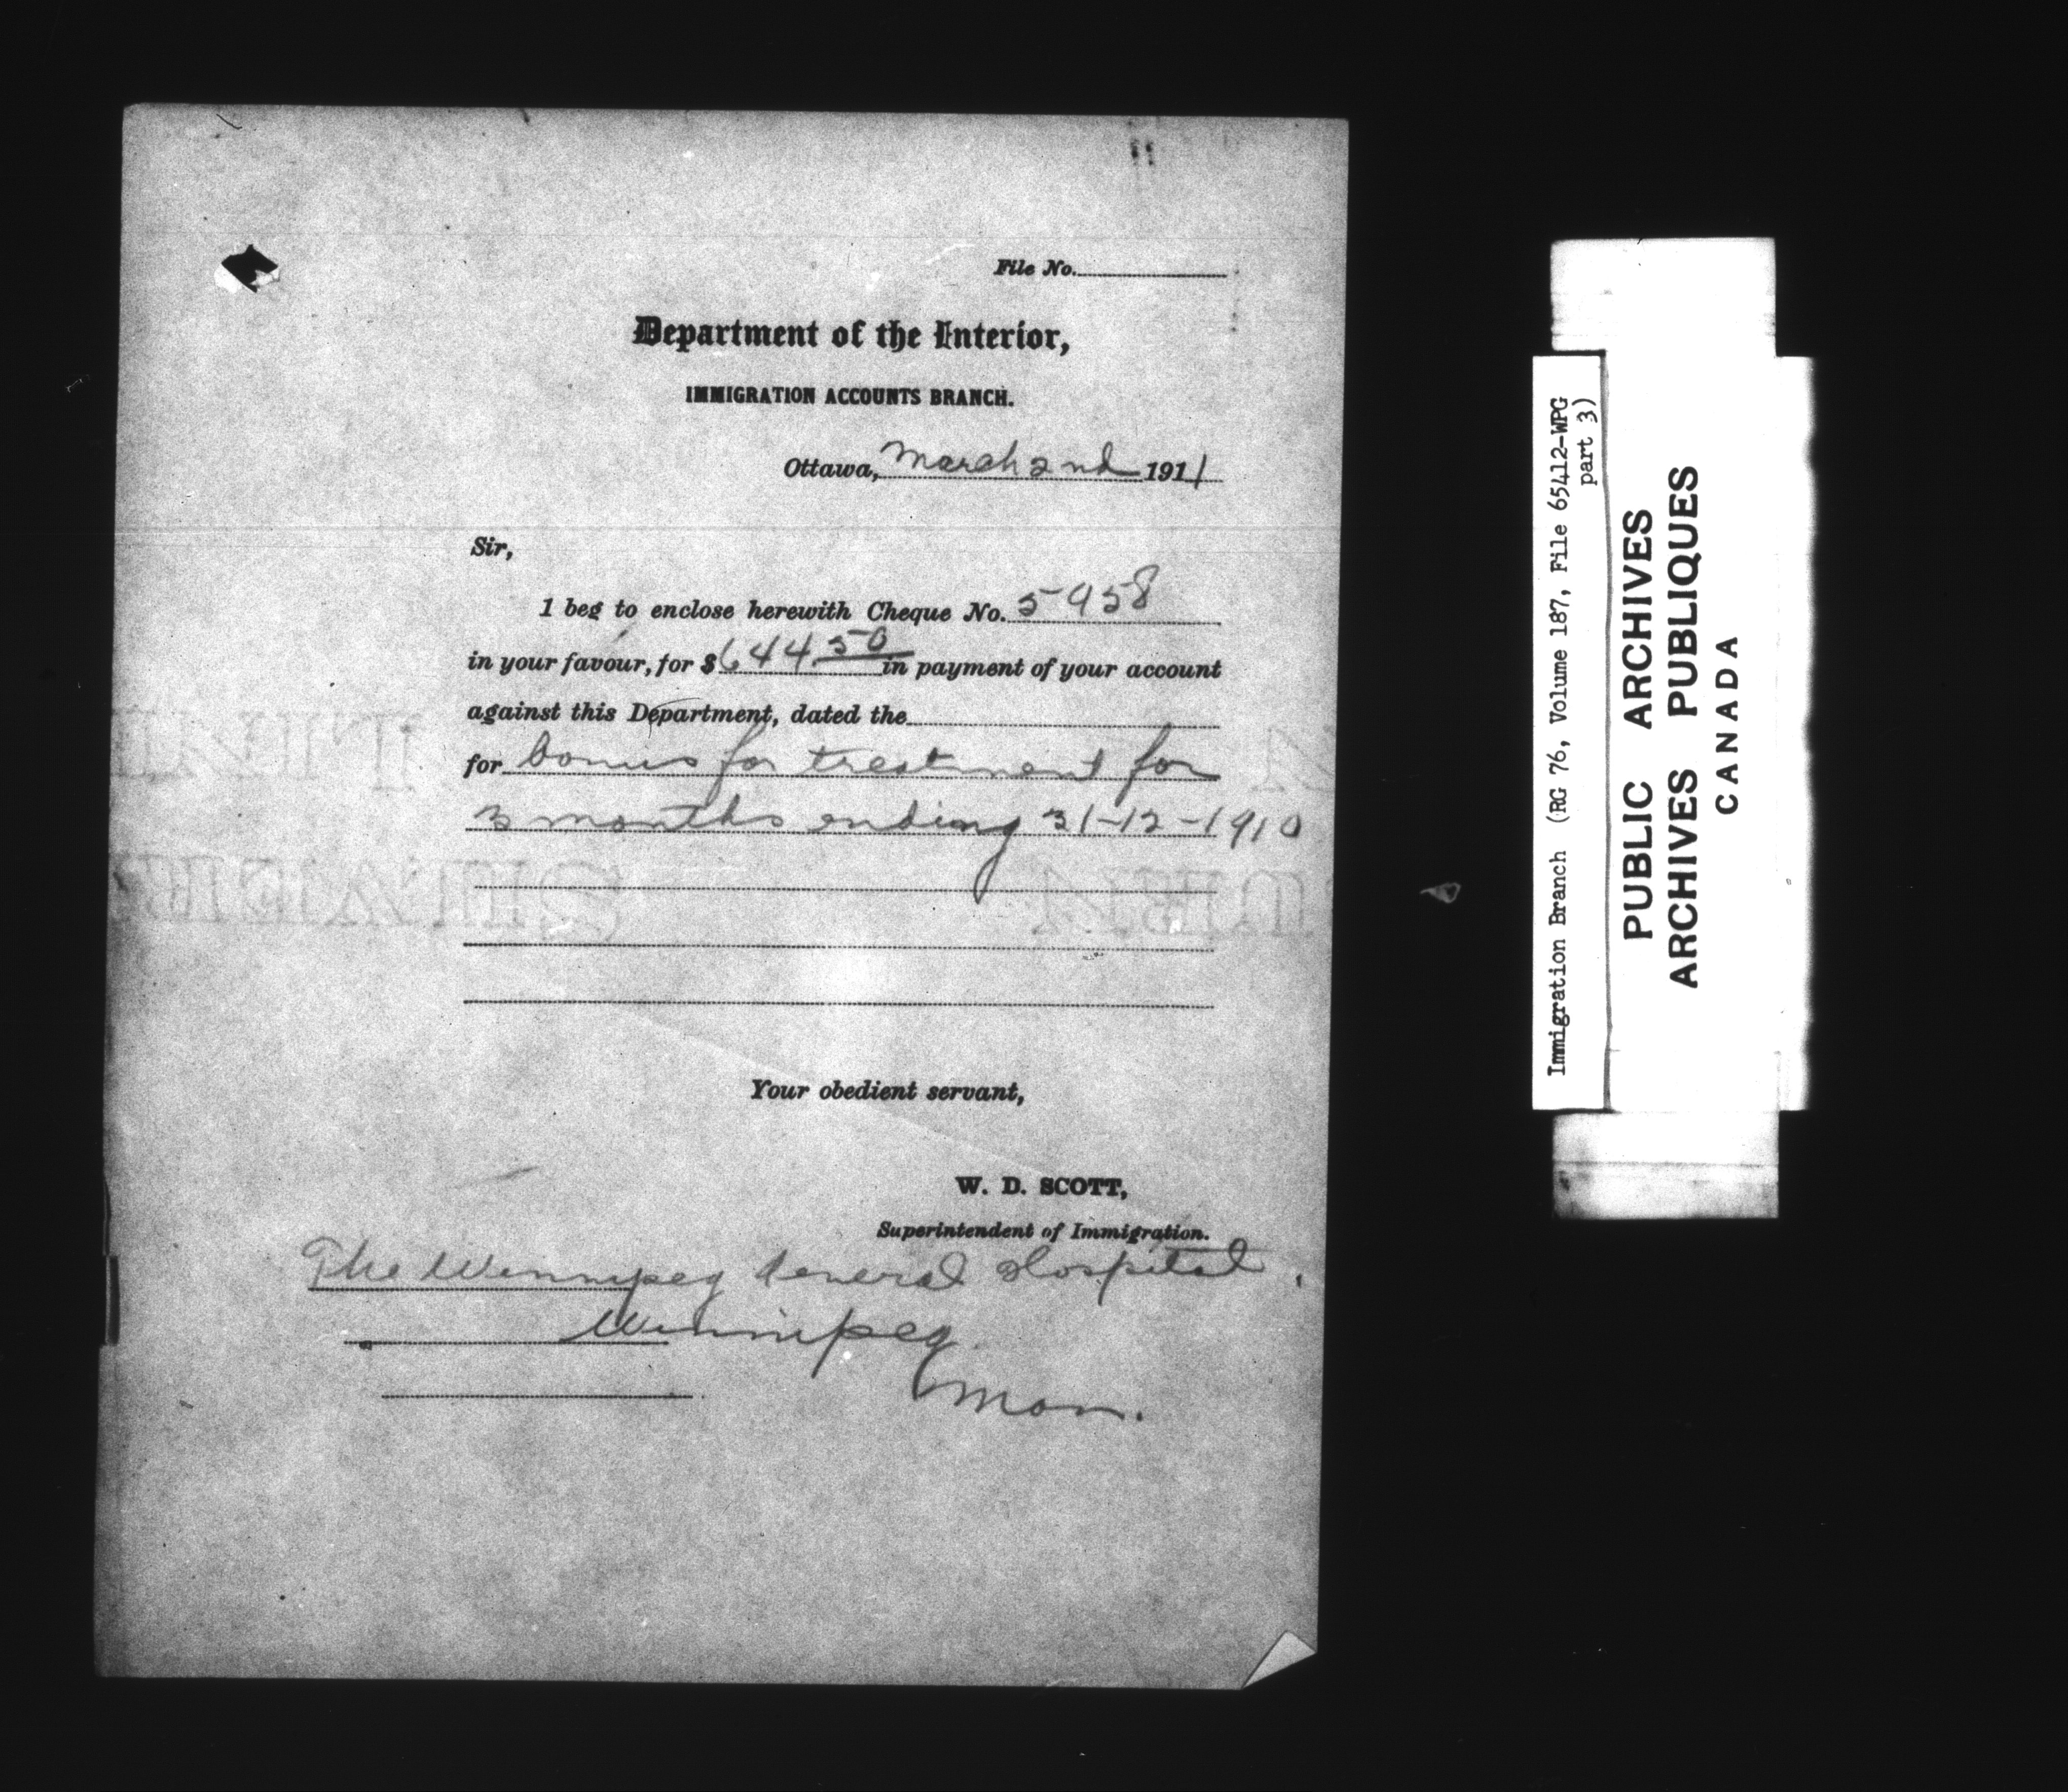 File No.
Department of the Interior,
IMMIGRATION ACCOUNTS BRANCH.
Ottawa, March 2nd 1911
Sir,
I beg to enclose herewith Cheque No. 5958
in your favour, for $644.50 in payment of your account
against this Department, dated the
for bonus for treatment for
3 months ending 31-12-1910
Your obedient servant,
W. D. SCOTT,
Superintendent of Immigration.
The Winnipeg General Hospital,
Winnipeg
Man.
Immigration Branch (RG 76, Volume 187, File 65412-WPG
part 3)
PUBLIC ARCHIVES
ARCHIVES PUBLIQUES
CANADA